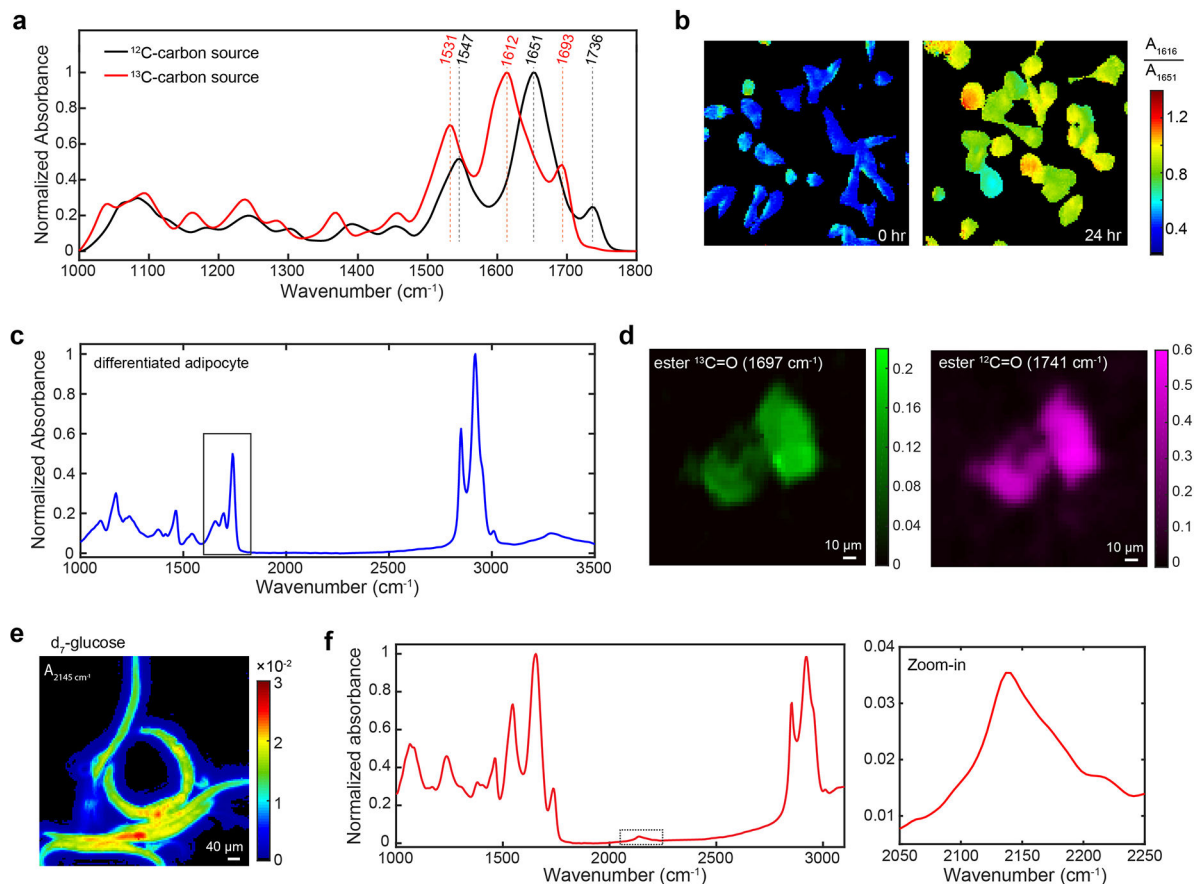 a
Normalized Absorbance
1
0.8
0.6
0.4
0.2
0
¹²C-carbon source
¹³C-carbon source
1531
1547
1612
1651
1693
1736
1000 1100 1200 1300 1400 1500 1600 1700 1800
Wavenumber (cm⁻¹)
b
0 hr
24 hr
A₁₆₁₆
A₁₆₅₁
1.2
0.8
0.4
c
Normalized Absorbance
1
0.8
0.6
0.4
0.2
0
differentiated adipocyte
1000 1500 2000 2500 3000 3500
Wavenumber (cm⁻¹)
d
ester ¹³C=O (1697 cm⁻¹)
10 µm
0.2
0.16
0.12
0.08
0.04
0
ester ¹²C=O (1741 cm⁻¹)
10 µm
0.6
0.5
0.4
0.3
0.2
0.1
0
e
d₇-glucose
A₂₁₄₅ cm⁻¹
40 µm
×10⁻²
3
2
1
0
f
Normalized absorbance
1
0.8
0.6
0.4
0.2
0
1000 1500 2000 2500 3000
Wavenumber (cm⁻¹)
Zoom-in
0.04
0.03
0.02
0.01
2050 2100 2150 2200 2250
Wavenumber (cm⁻¹)